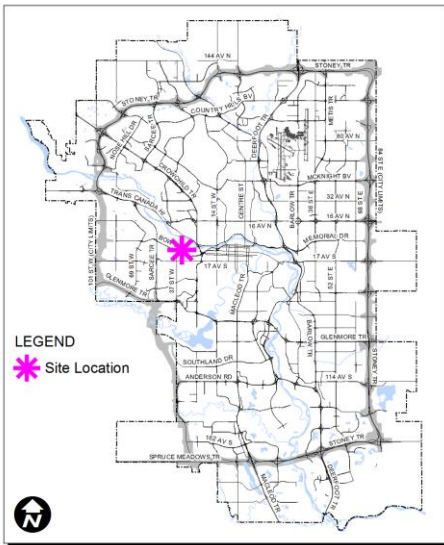 144 AV N
STONEY TR
STONEY TR
COUNTRY HILLS BV
METIS TR
SARCEE TR
NOSE HILL DR
DEERFOOT TR
80 AV N
CROWCHILD TR
14 ST W
CENTRE ST
MCKNIGHT BV
TRANS CANADA HI
BARLOW TR
36 ST E
68 ST E
84 ST E (CITY LIMITS)
32 AV N
16 AV N
16 AV N
MEMORIAL DR
101 ST W (CITY LIMITS)
69 ST W
SARCEE TR
37 ST W
17 AV S
17 AV S
52 ST E
GLENMORE TR
MACLEOD TR
BARLOW TR
GLENMORE TR
LEGEND
Site Location
SOUTHLAND DR
STONEY TR
ANDERSON RD
114 AV S
162 AV S
STONEY TR
SPRUCE MEADOWS TR
MACLEOD TR
DEERFOOT TR
N